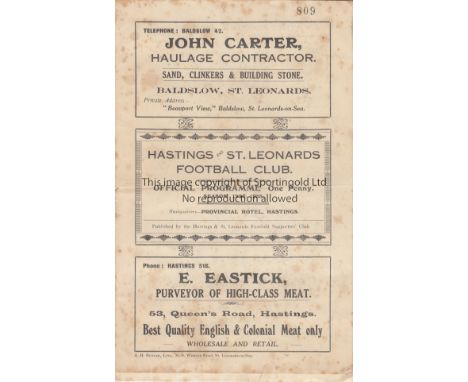 809
TELEPHONE : BALDSLOW 42.
JOHN CARTER,
HAULAGE CONTRACTOR.
SAND, CLINKERS & BUILDING STONE.
BALDSLOW, ST. LEONARDS.
Private Address
"Beauport View," Baldslow, St. Leonards-on-Sea.
HASTINGS AND ST. LEONARDS
FOOTBALL CLUB.
This image is copyright of Sportingold Ltd
OFFICIAL PROGRAMME One Penny.
No reproduction allowed
Headquarters PROVINCIAL HOTEL, HASTINGS.
Published by the Hastings & St. Leonards Football Supporters' Club
Phone : HASTINGS 518.
E. EASTICK,
PURVEYOR OF HIGH-CLASS MEAT.
53, Queen's Road, Hastings.
Best Quality English & Colonial Meat only
WHOLESALE AND RETAIL.